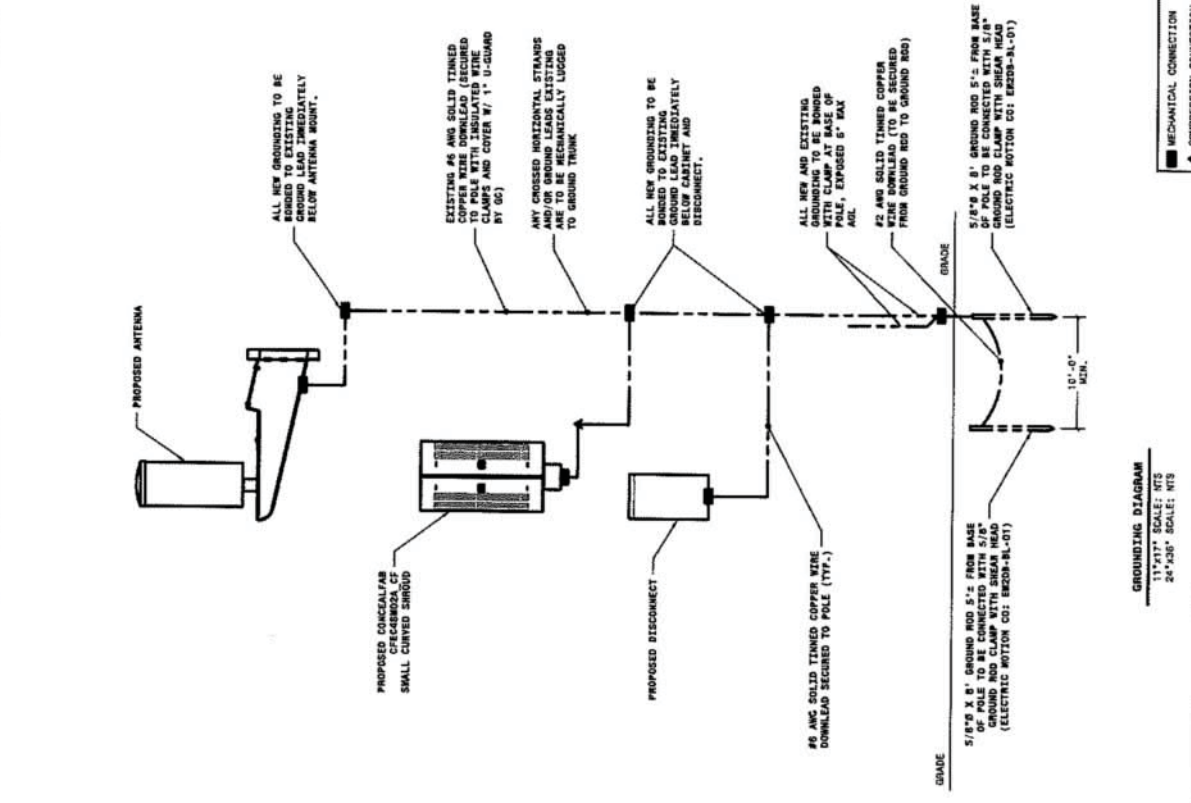 PROPOSED ANTENNA
ALL NEW GROUNDING TO BE
BONDED TO EXISTING
GROUND LEAD IMMEDIATELY
BELOW ANTENNA MOUNT.
EXISTING #6 AWG SOLID TINNED
COPPER WIRE DOWNLEAD (SECURED
TO POLE WITH INSULATED WIRE
CLAMPS AND COVER W/ 1" U-GUARD
BY GC)
ANY CROSSED HORIZONTAL STRANDS
AND/OR GROUND LEADS EXISTING
ARE TO BE MECHANICALLY LUGGED
TO GROUND TRUNK
PROPOSED CONCEALFAB
CFEC48MO2A_CF
SMALL CURVED SHROUD
ALL NEW GROUNDING TO BE
BONDED TO EXISTING
GROUND LEAD IMMEDIATELY
BELOW CABINET AND
DISCONNECT.
PROPOSED DISCONNECT
ALL NEW AND EXISTING
GROUNDING TO BE BONDED
WITH CLAMP AT BASE OF
POLE, EXPOSED 6" MAX
AGL
#6 AWG SOLID TINNED COPPER WIRE
DOWNLEAD SECURED TO POLE (TYP.)
#2 AWG SOLID TINNED COPPER
WIRE DOWNLEAD (TO BE SECURED
FROM GROUND ROD TO GROUND ROD)
GRADE
GRADE
5/8"Ø X 8' GROUND ROD 5'± FROM BASE
OF POLE TO BE CONNECTED WITH 5/8"
GROUND ROD CLAMP WITH SHEAR HEAD
(ELECTRIC MOTION CO: EM2DB-BL-01)
5/8"Ø X 8' GROUND ROD 5'± FROM BASE
OF POLE TO BE CONNECTED WITH 5/8"
GROUND ROD CLAMP WITH SHEAR HEAD
(ELECTRIC MOTION CO: EM2DB-BL-01)
10'-0"
MIN.
GROUNDING DIAGRAM
11"x17" SCALE: NTS
24"x36" SCALE: NTS
MECHANICAL CONNECTION